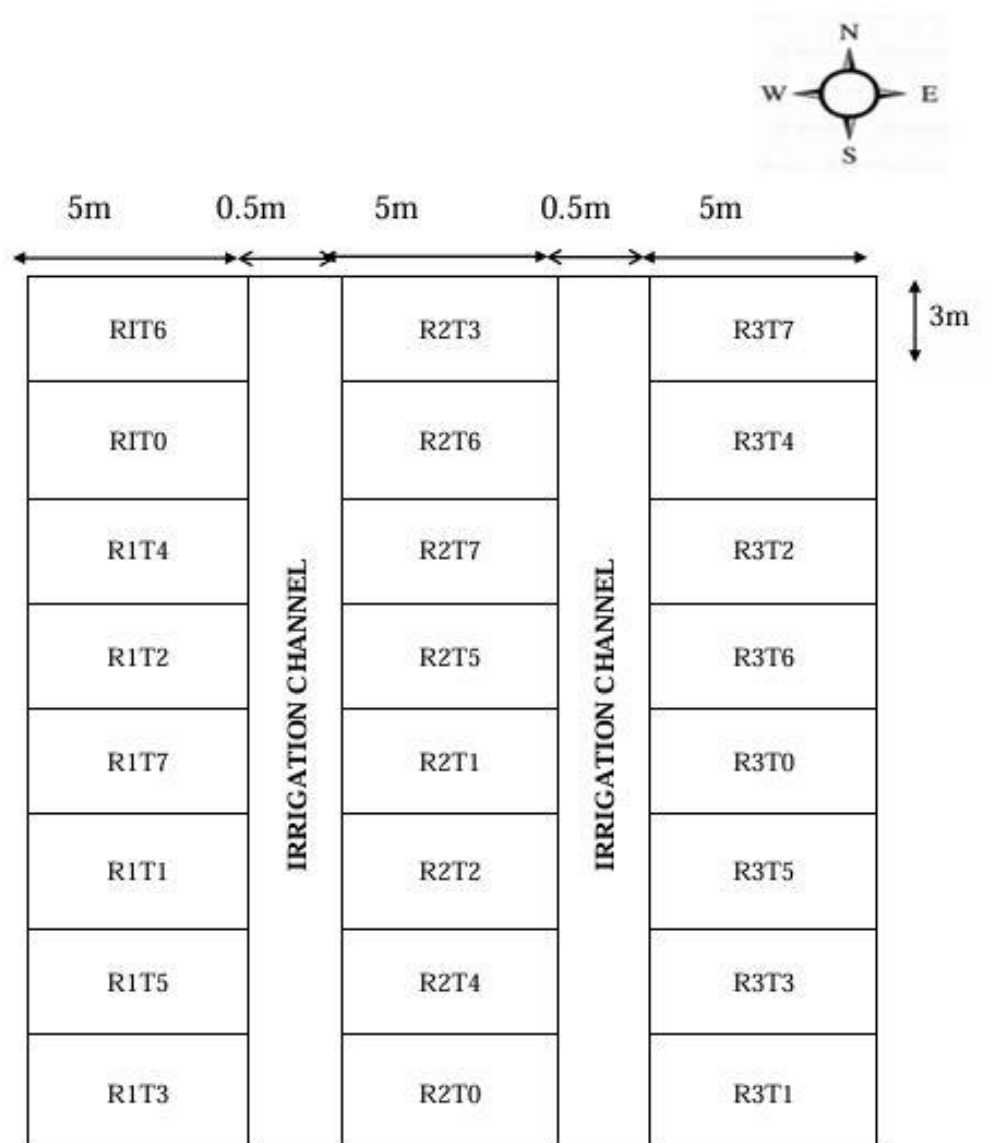 N
W E
S
5m 0.5m 5m 0.5m 5m
3m
RIT6 R2T3 R3T7
RIT0 R2T6 R3T4
R1T4 R2T7 R3T2
R1T2 R2T5 R3T6
R1T7 R2T1 R3T0
R1T1 R2T2 R3T5
R1T5 R2T4 R3T3
R1T3 R2T0 R3T1
IRRIGATION CHANNEL
IRRIGATION CHANNEL